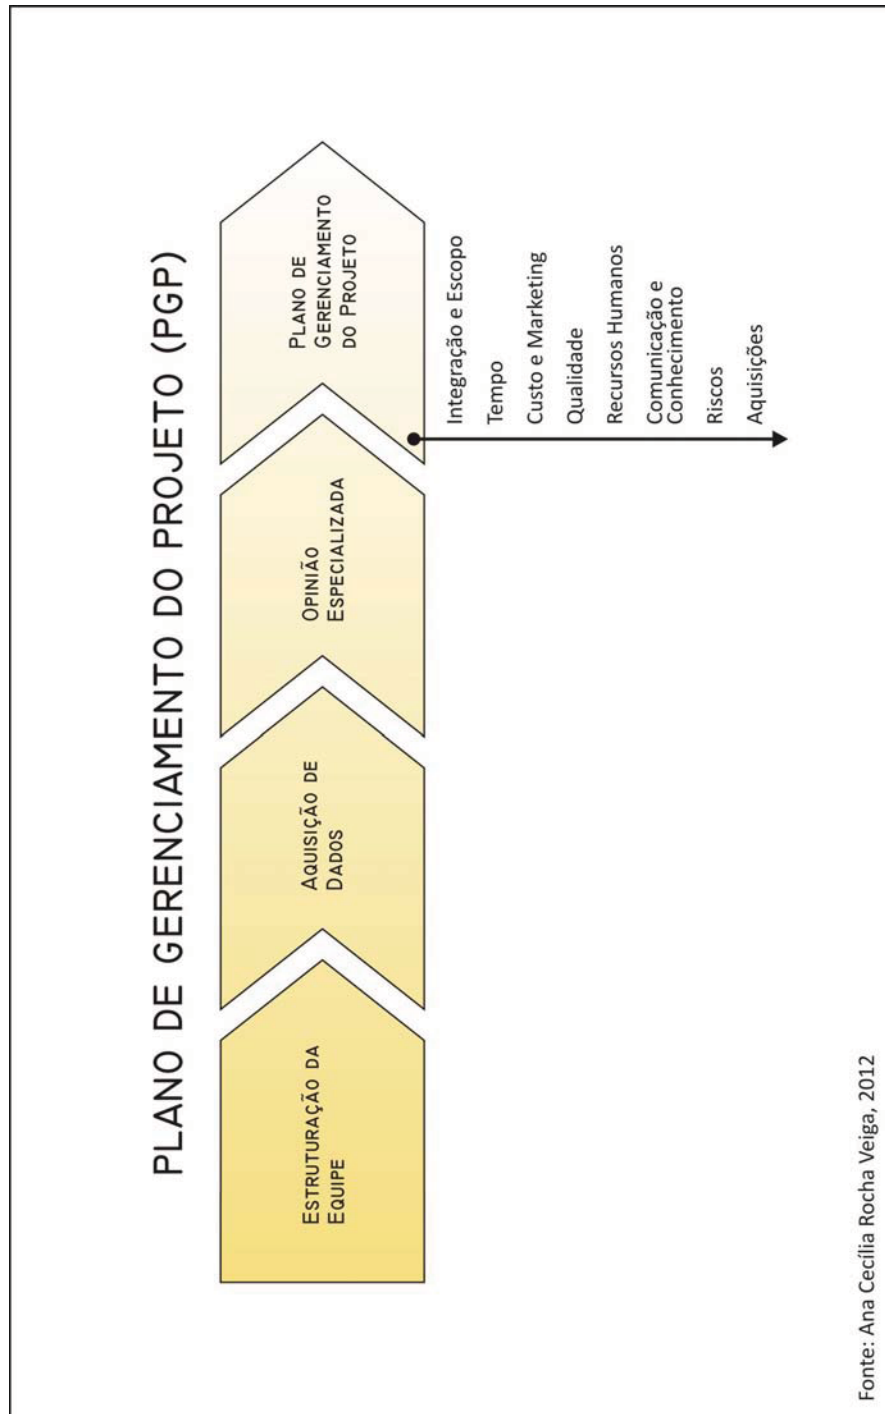 PLANO DE GERENCIAMENTO DO PROJETO (PGP)
ESTRUTURAÇÃO DA
EQUIPE
AQUISIÇÃO DE
DADOS
OPINIÃO
ESPECIALIZADA
PLANO DE
GERENCIAMENTO
DO PROJETO
Integração e Escopo
Tempo
Custo e Marketing
Qualidade
Recursos Humanos
Comunicação e
Conhecimento
Riscos
Aquisições
Fonte: Ana Cecília Rocha Veiga, 2012